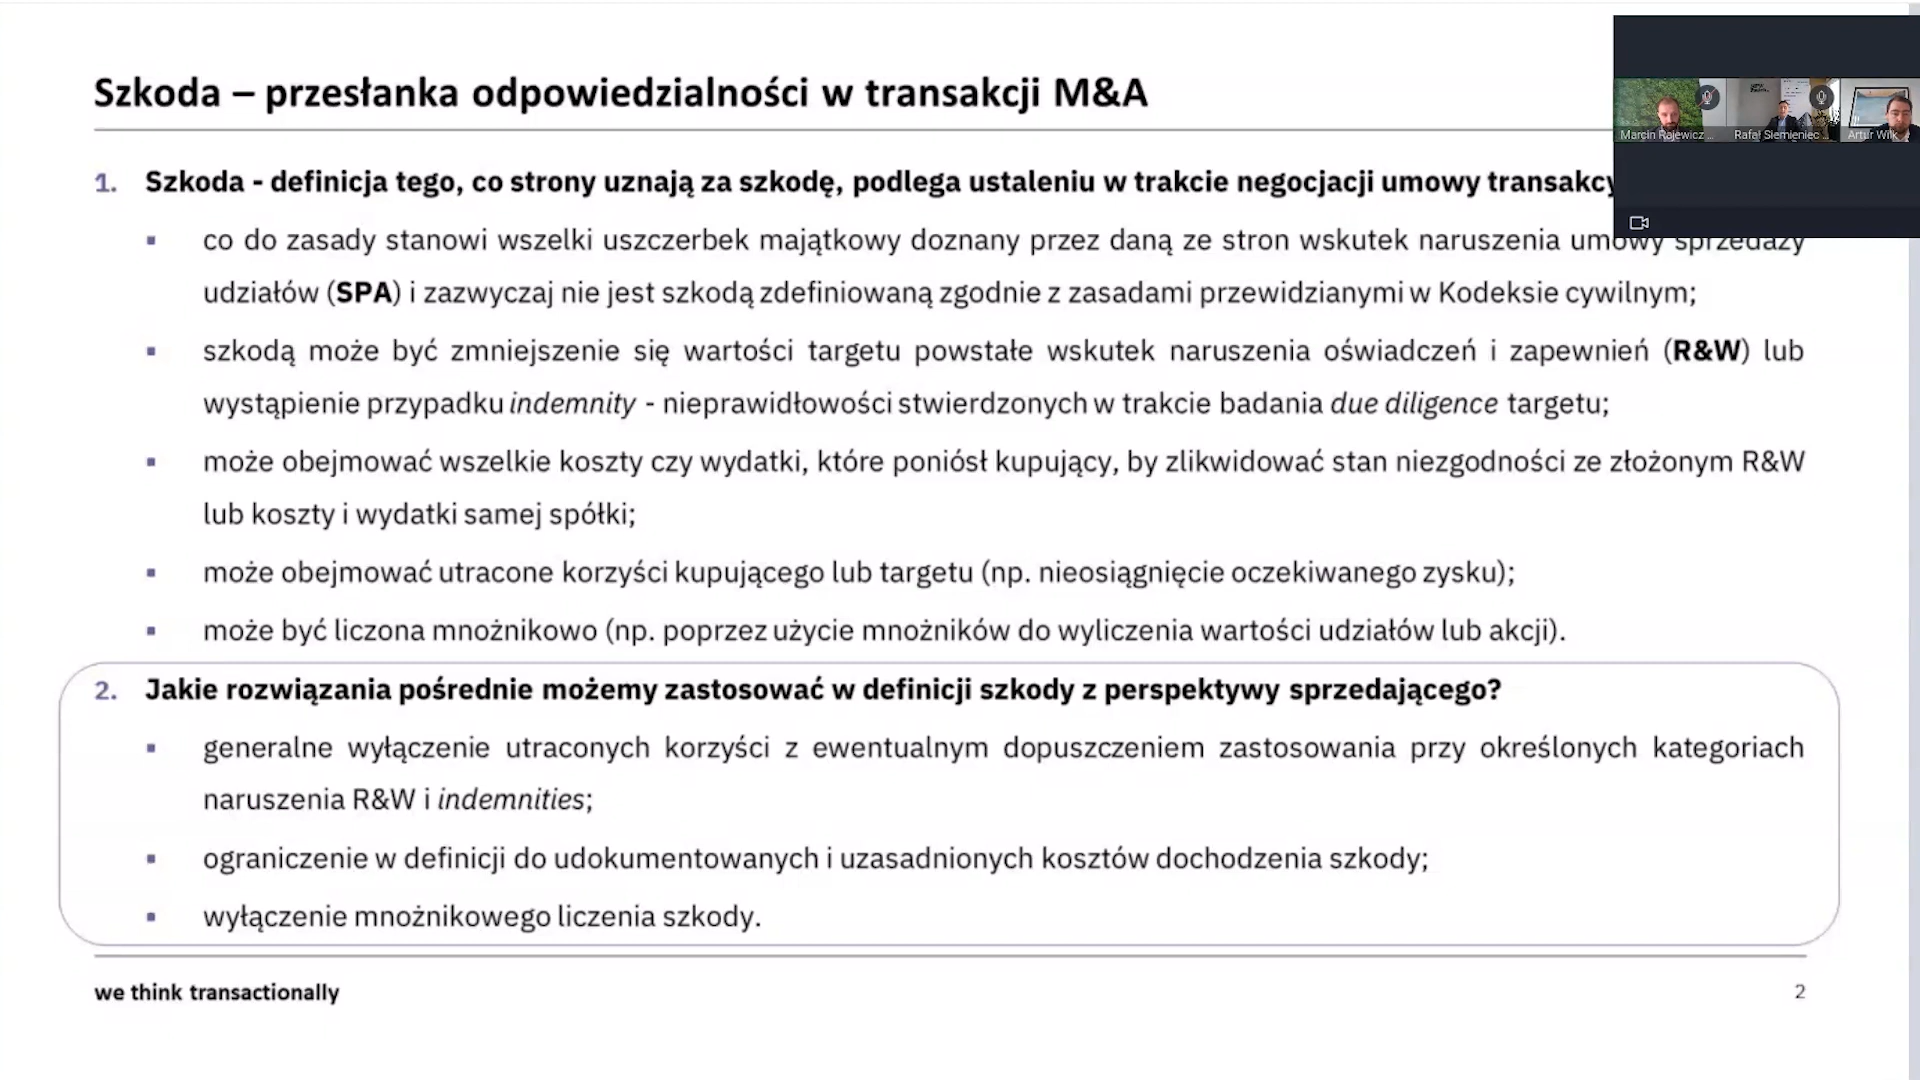 Szkoda – przesłanka odpowiedzialności w transakcji M&A
Marcin Rajewicz ...
Rafał Siemieniec ...
Artur Wilk
1. Szkoda - definicja tego, co strony uznają za szkodę, podlega ustaleniu w trakcie negocjacji umowy
▪ co do zasady stanowi wszelki uszczerbek majątkowy doznany przez daną ze stron wskutek naruszenia umowy sprzedaży
udziałów (SPA) i zazwyczaj nie jest szkodą zdefiniowaną zgodnie z zasadami przewidzianymi w Kodeksie cywilnym;
▪ szkodą może być zmniejszenie się wartości targetu powstałe wskutek naruszenia oświadczeń i zapewnień (R&W) lub
wystąpienie przypadku indemnity - nieprawidłowości stwierdzonych w trakcie badania due diligence targetu;
▪ może obejmować wszelkie koszty czy wydatki, które poniósł kupujący, by zlikwidować stan niezgodności ze złożonym R&W
lub koszty i wydatki samej spółki;
▪ może obejmować utracone korzyści kupującego lub targetu (np. nieosiągnięcie oczekiwanego zysku);
▪ może być liczona mnożnikowo (np. poprzez użycie mnożników do wyliczenia wartości udziałów lub akcji).
2. Jakie rozwiązania pośrednie możemy zastosować w definicji szkody z perspektywy sprzedającego?
▪ generalne wyłączenie utraconych korzyści z ewentualnym dopuszczeniem zastosowania przy określonych kategoriach
naruszenia R&W i indemnities;
▪ ograniczenie w definicji do udokumentowanych i uzasadnionych kosztów dochodzenia szkody;
▪ wyłączenie mnożnikowego liczenia szkody.
we think transactionally
2